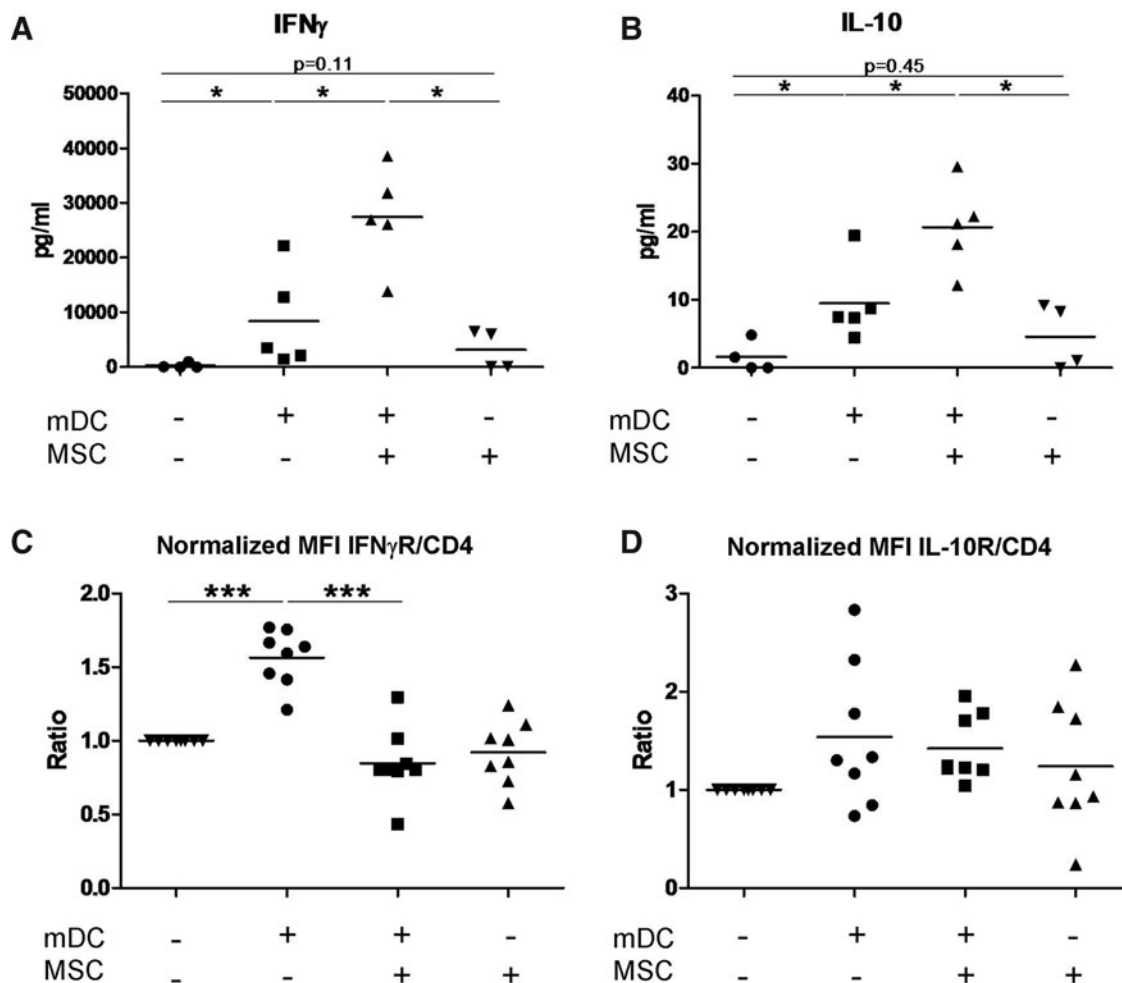 A
IFNγ
p=0.11
* * *
50000
40000
30000
20000
10000
0
pg/ml
mDC - + + -
MSC - - + +
B
IL-10
p=0.45
* * *
40
30
20
10
0
pg/ml
mDC - + + -
MSC - - + +
C
Normalized MFI IFNγR/CD4
*** ***
2.0
1.5
1.0
0.5
0.0
Ratio
mDC - + + -
MSC - - + +
D
Normalized MFI IL-10R/CD4
3
2
1
0
Ratio
mDC - + + -
MSC - - + +